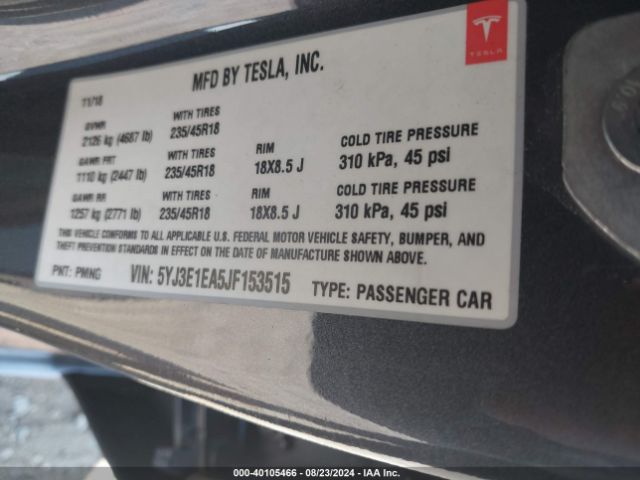 MFD BY TESLA, INC.
TESLA
11/18
GVWR
2126 kg (4687 lb)
WITH TIRES
235/45R18
GAWR FRT
1110 kg (2447 lb)
WITH TIRES
235/45R18
RIM
18X8.5 J
COLD TIRE PRESSURE
310 kPa, 45 psi
GAWR RR
1257 kg (2771 lb)
WITH TIRES
235/45R18
RIM
18X8.5 J
COLD TIRE PRESSURE
310 kPa, 45 psi
THIS VEHICLE CONFORMS TO ALL APPLICABLE U.S. FEDERAL MOTOR VEHICLE SAFETY, BUMPER, AND
THEFT PREVENTION STANDARDS IN EFFECT ON THE DATE OF MANUFACTURE SHOWN ABOVE.
PNT: PMNG
VIN: 5YJ3E1EA5JF153515
TYPE: PASSENGER CAR
000-40105466 - 08/23/2024 - IAA Inc.